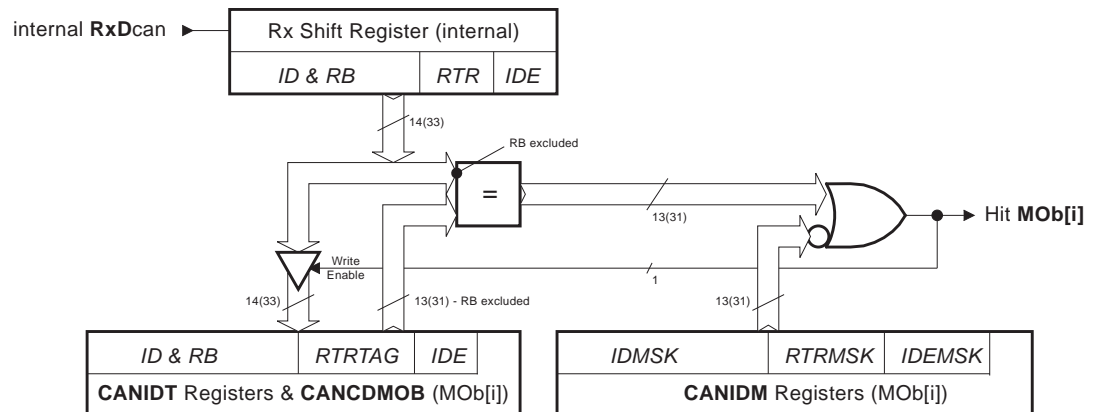 internal RxDcan
Rx Shift Register (internal)
ID & RB RTR IDE
14(33)
RB excluded
=
13(31)
Hit MOb[i]
Write
Enable
1
14(33)
13(31) - RB excluded
13(31)
ID & RB RTRTAG IDE
CANIDT Registers & CANCDMOB (MOb[i])
IDMSK RTRMSK IDEMSK
CANIDM Registers (MOb[i])